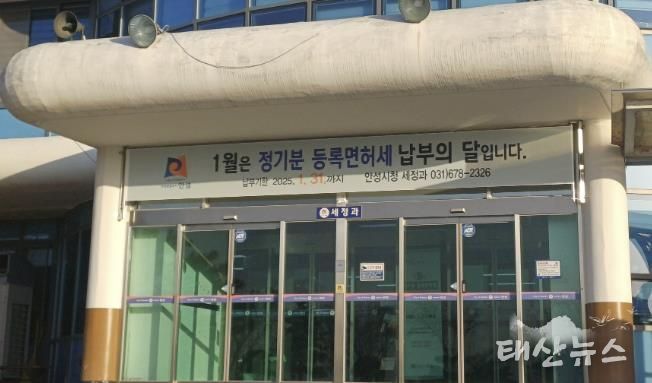 1월은 정기분 등록면허세 납부의 달입니다.
안성
납부기한 2025. 1. 31.까지 안성시청 세정과 031)678-2326
세정과
태산뉴스